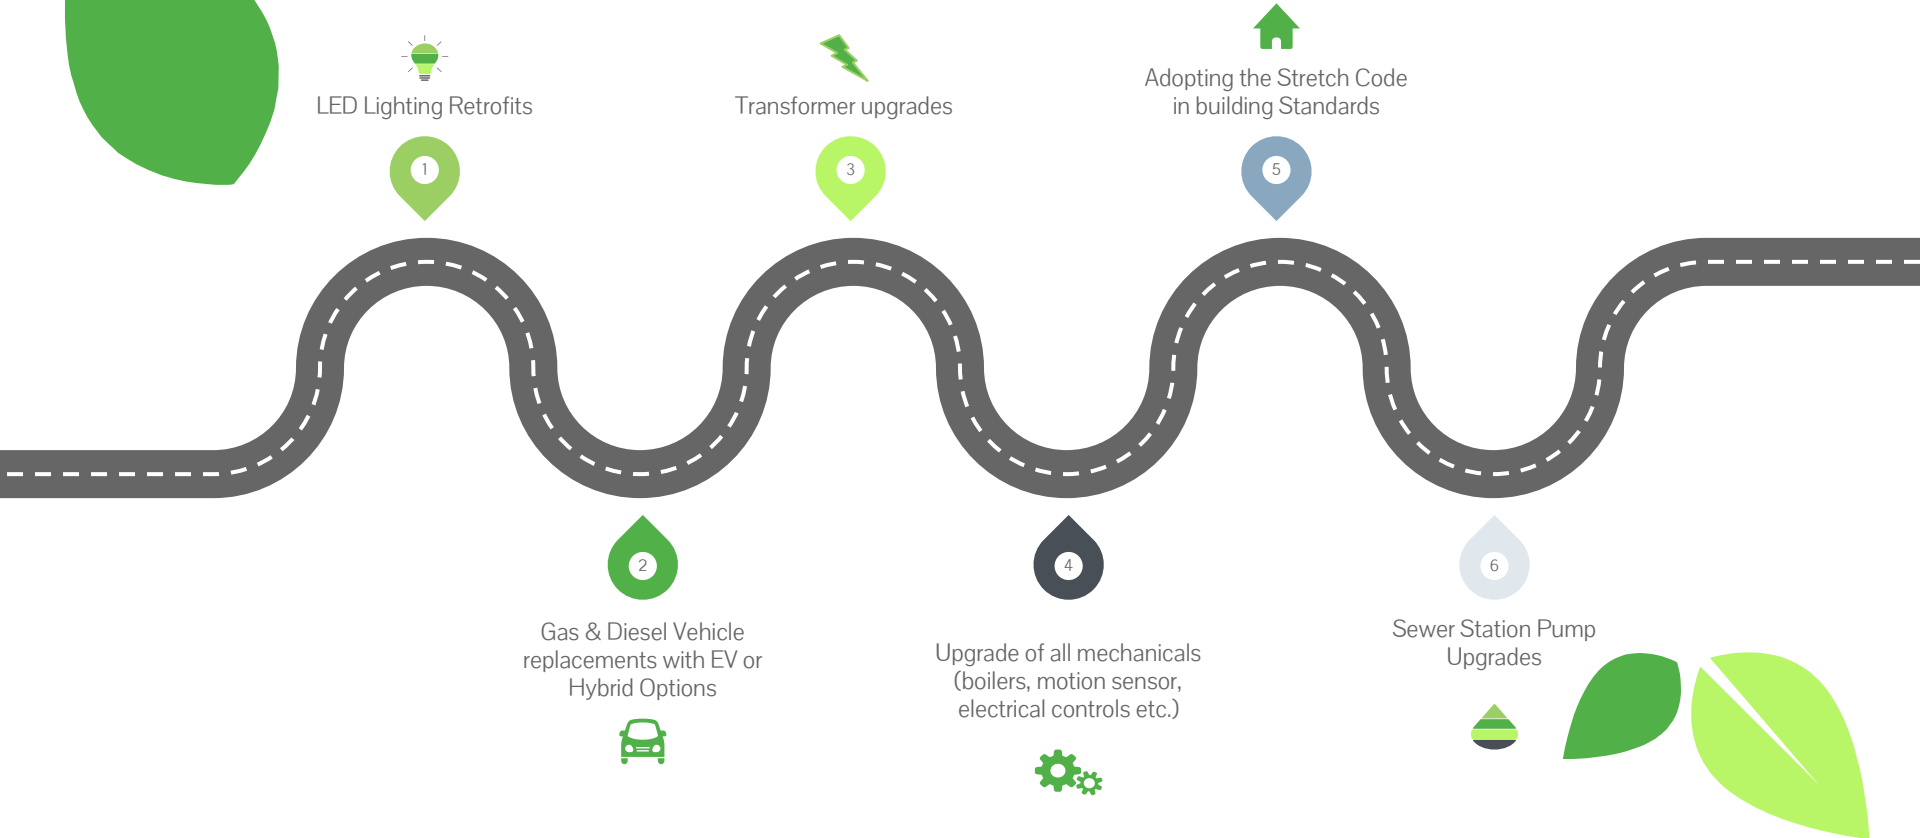 LED Lighting Retrofits
1
Gas & Diesel Vehicle
replacements with EV or
Hybrid Options
2
Transformer upgrades
3
Upgrade of all mechanicals
(boilers, motion sensor,
electrical controls etc.)
4
Adopting the Stretch Code
in building Standards
5
Sewer Station Pump
Upgrades
6